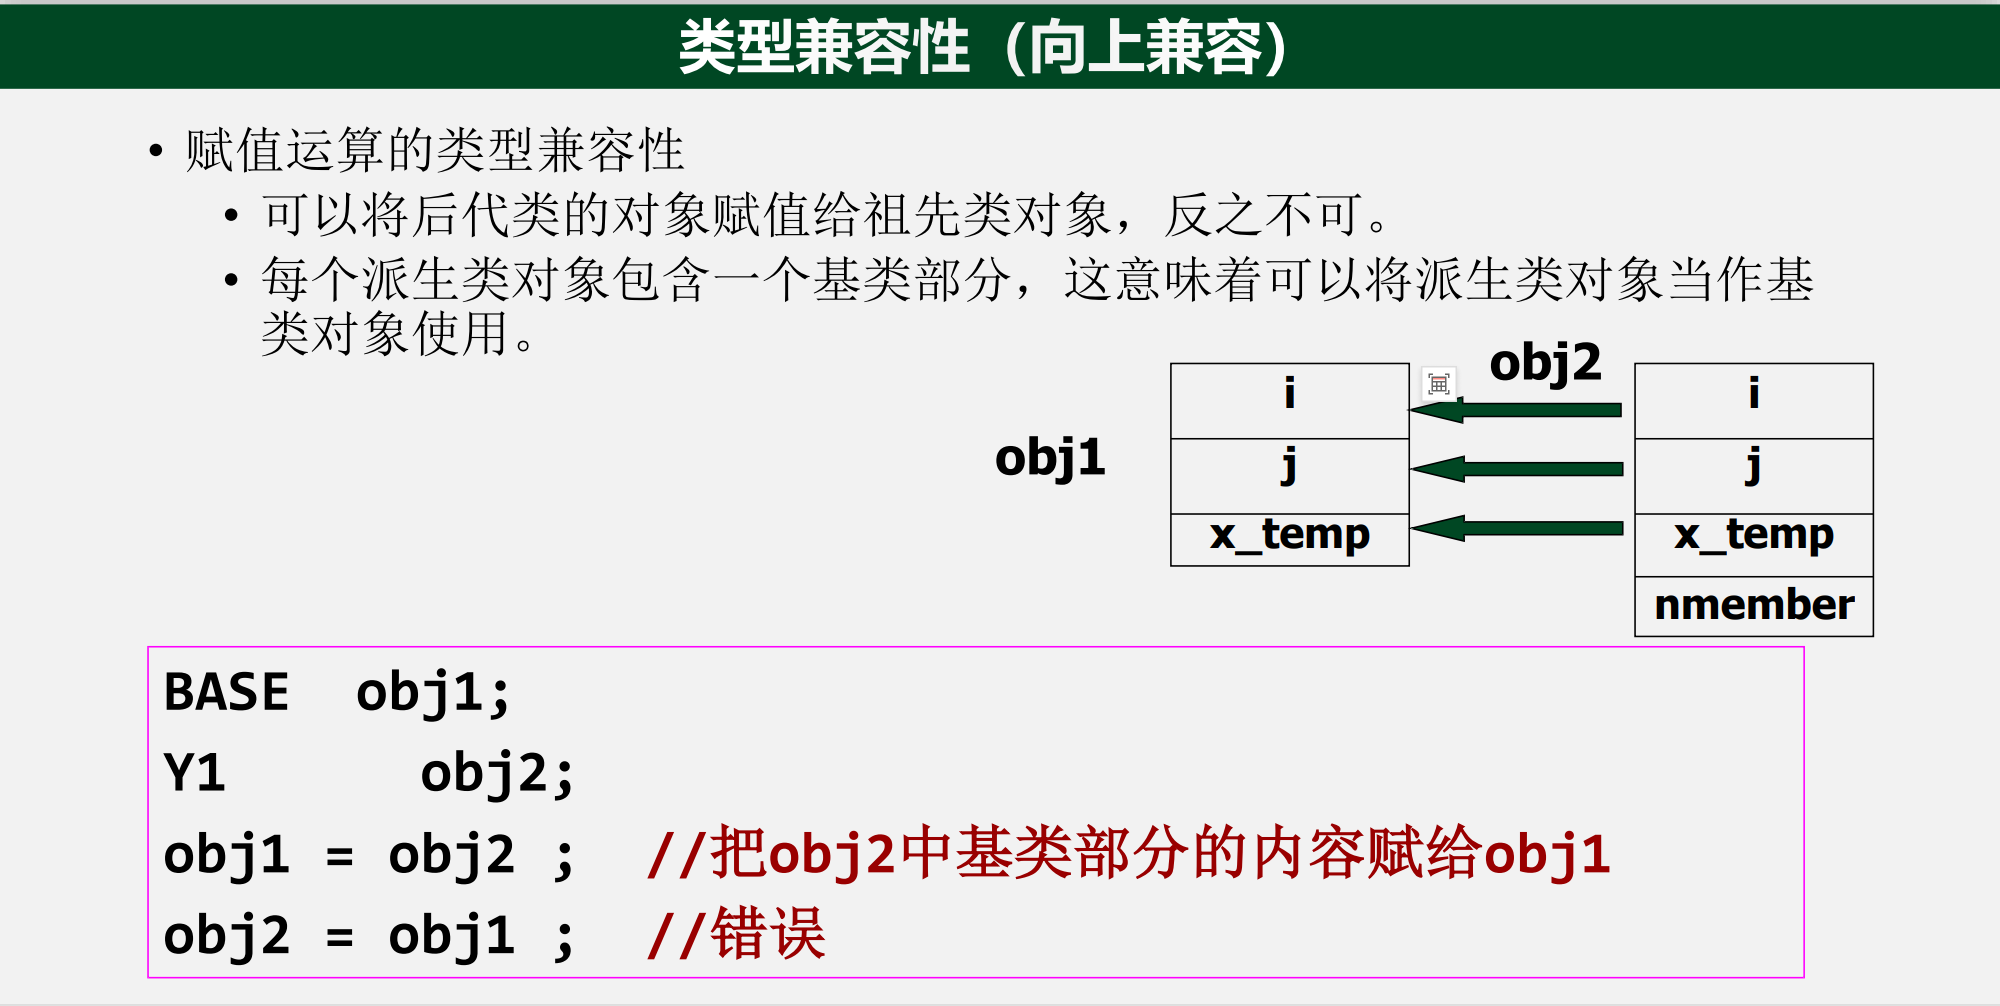 类型兼容性（向上兼容）
• 赋值运算的类型兼容性
• 可以将后代类的对象赋值给祖先类对象，反之不可。
• 每个派生类对象包含一个基类部分，这意味着可以将派生类对象当作基
类对象使用。
obj2
obj1
i
j
x_temp
i
j
x_temp
nmember
BASE  obj1;
Y1      obj2;
obj1 = obj2 ;  //把obj2中基类部分的内容赋给obj1
obj2 = obj1 ;  //错误